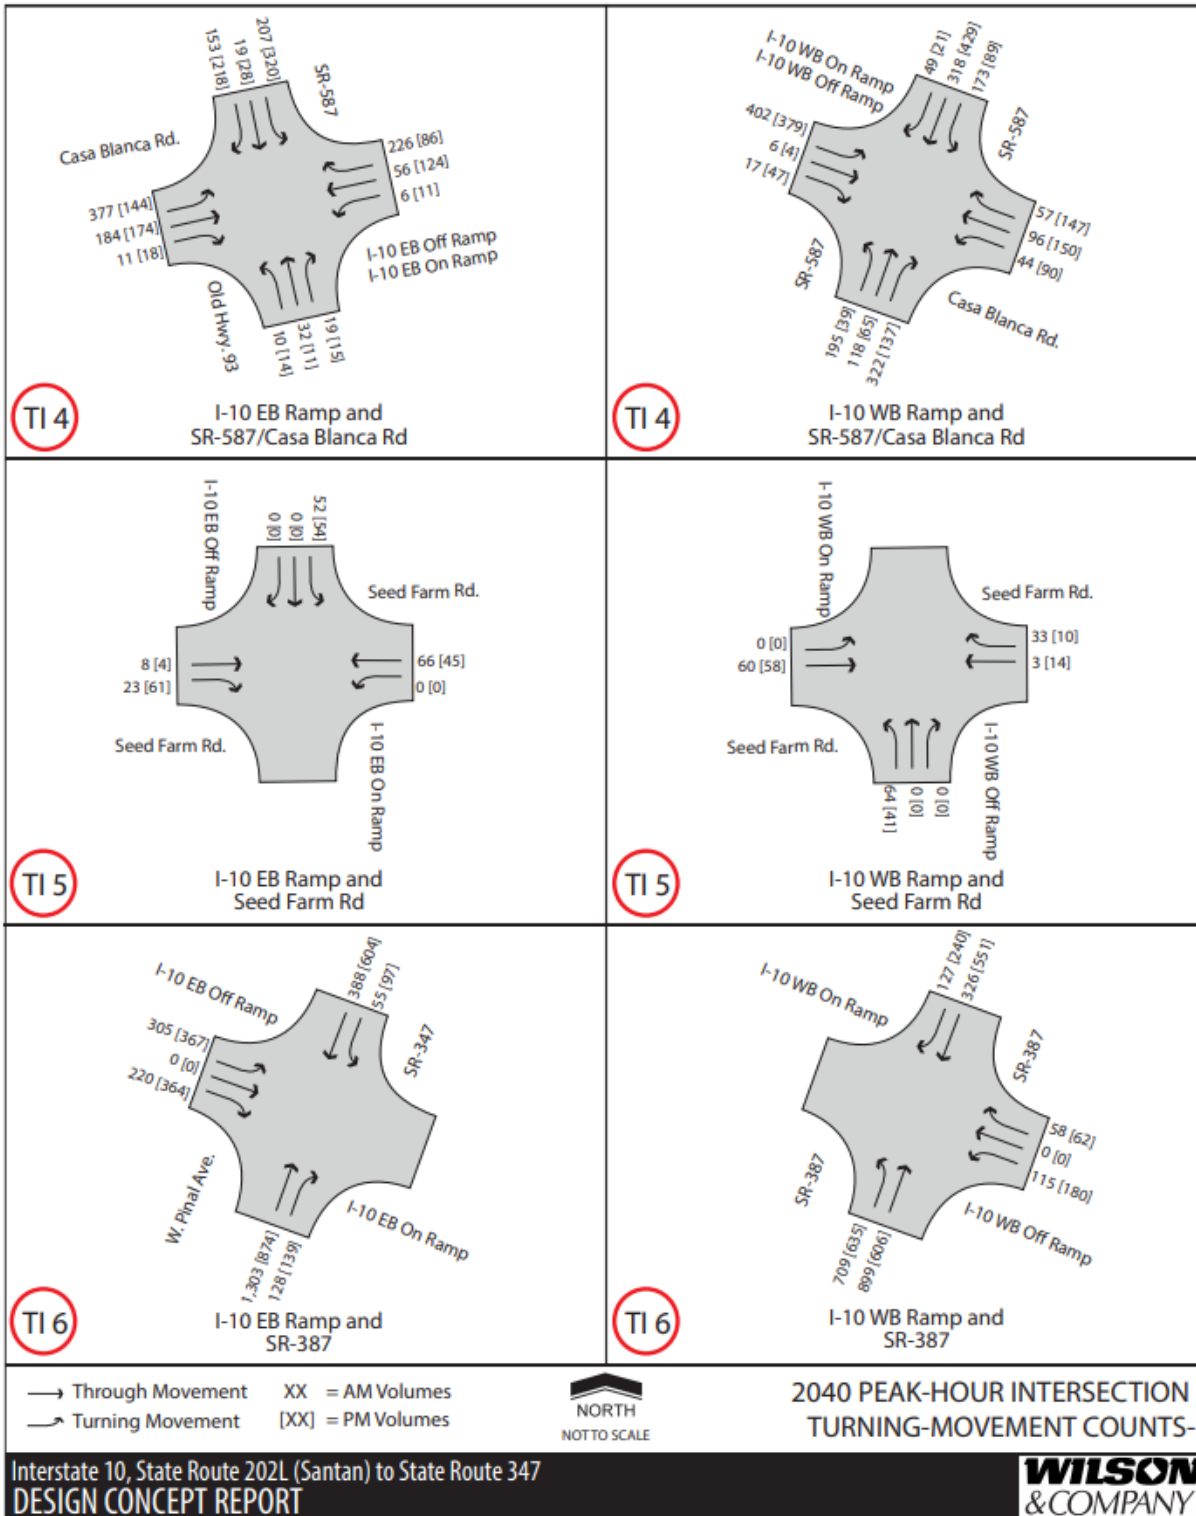 153 [218]
19 [28]
207 [320]
SR-587
Casa Blanca Rd.
226 [86]
56 [124]
6 [11]
377 [144]
184 [174]
11 [18]
I-10 EB Off Ramp
I-10 EB On Ramp
Old Hwy. 93
10 [14]
32 [11]
19 [15]
TI 4
I-10 EB Ramp and
SR-587/Casa Blanca Rd
I-10 WB On Ramp
I-10 WB Off Ramp
49 [21]
318 [429]
173 [89]
SR-587
402 [379]
6 [4]
17 [47]
57 [147]
96 [150]
44 [90]
SR-587
Casa Blanca Rd.
195 [39]
118 [65]
322 [137]
TI 4
I-10 WB Ramp and
SR-587/Casa Blanca Rd
I-10 EB Off Ramp
0 [0]
0 [0]
52 [54]
Seed Farm Rd.
8 [4]
23 [61]
66 [45]
0 [0]
Seed Farm Rd.
I-10 EB On Ramp
TI 5
I-10 EB Ramp and
Seed Farm Rd
I-10 WB On Ramp
Seed Farm Rd.
0 [0]
60 [58]
33 [10]
3 [14]
Seed Farm Rd.
64 [41]
0 [0]
0 [0]
I-10 WB Off Ramp
TI 5
I-10 WB Ramp and
Seed Farm Rd
I-10 EB Off Ramp
388 [604]
55 [97]
SR-347
305 [367]
0 [0]
220 [364]
W. Pinal Ave.
I-10 EB On Ramp
1,303 [874]
128 [139]
TI 6
I-10 EB Ramp and
SR-387
I-10 WB On Ramp
127 [240]
326 [551]
SR-387
58 [62]
0 [0]
115 [180]
SR-387
I-10 WB Off Ramp
709 [635]
899 [606]
TI 6
I-10 WB Ramp and
SR-387
Through Movement
Turning Movement
XX = AM Volumes
[XX] = PM Volumes
NORTH
NOT TO SCALE
2040 PEAK-HOUR INTERSECTION
TURNING-MOVEMENT COUNTS-
Interstate 10, State Route 202L (Santan) to State Route 347
DESIGN CONCEPT REPORT
WILSON
&COMPANY